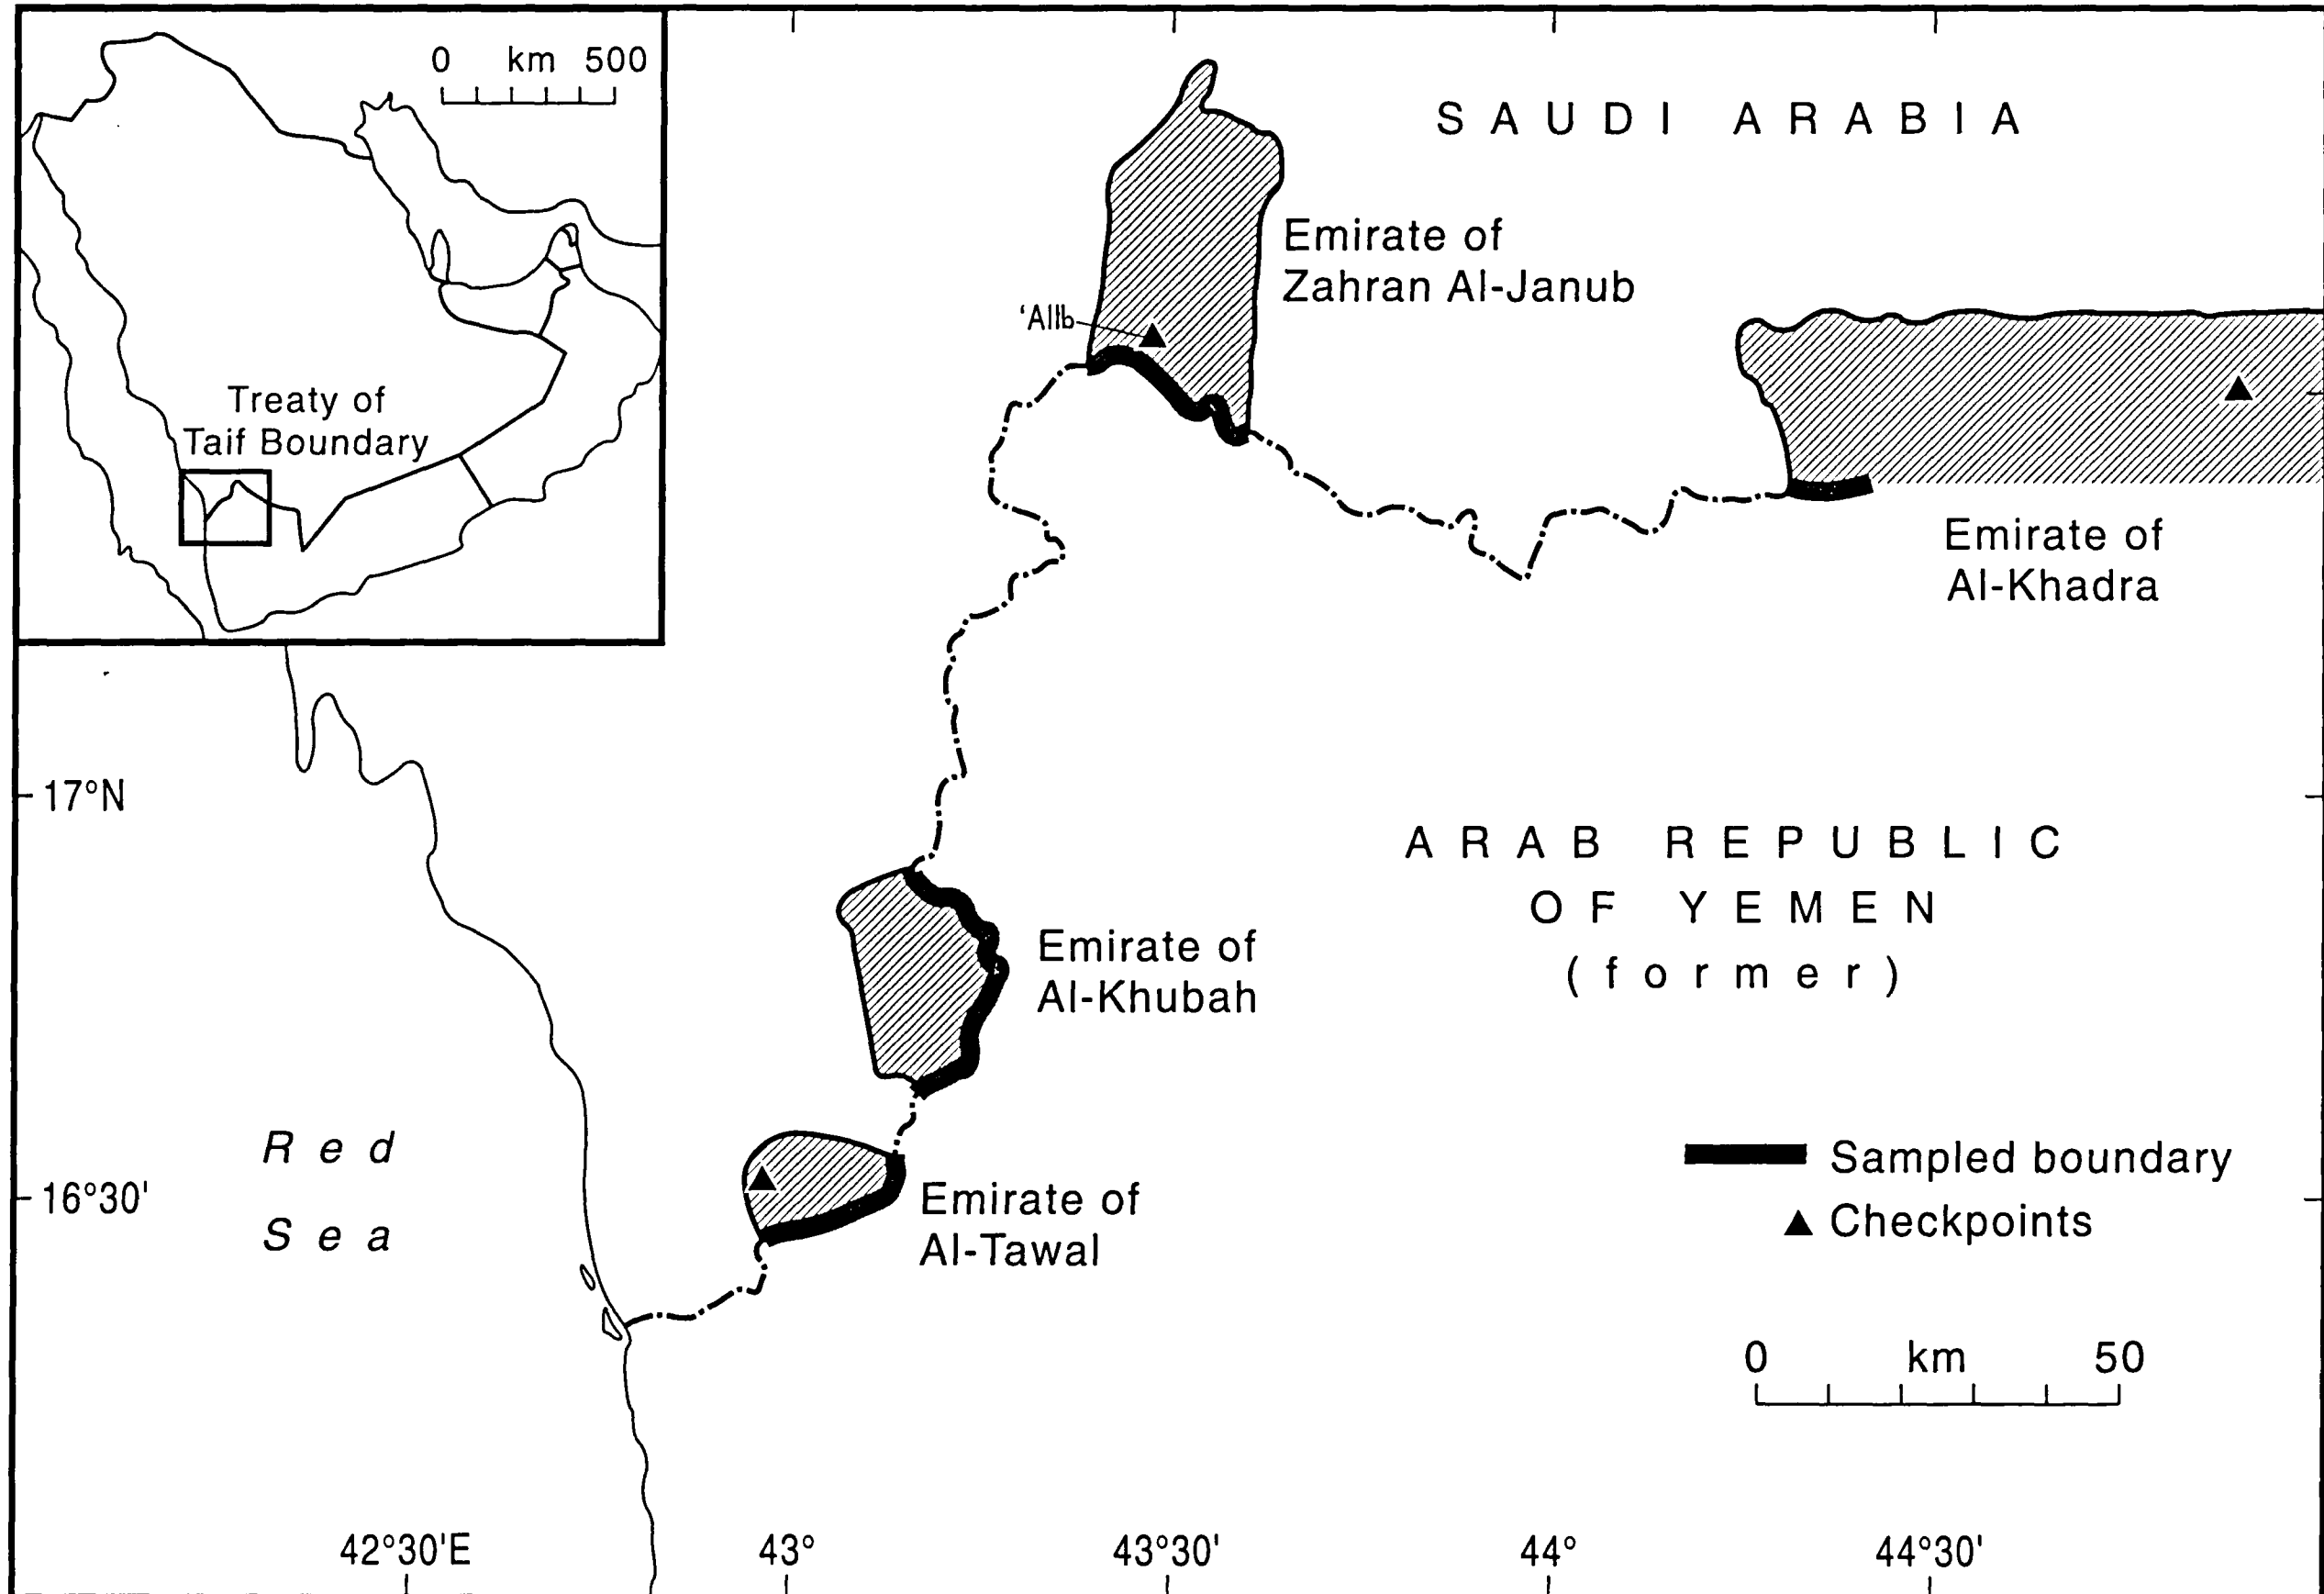 0 km 500
Treaty of
Taif Boundary
SAUDI ARABIA
Emirate of
Zahran Al-Janub
'Allb
Emirate of
Al-Khadra
17°N
ARAB REPUBLIC
OF YEMEN
(former)
Emirate of
Al-Khubah
Red
Sea
16°30'
Emirate of
Al-Tawal
Sampled boundary
Checkpoints
0 km 50
42°30'E 43° 43°30' 44° 44°30'